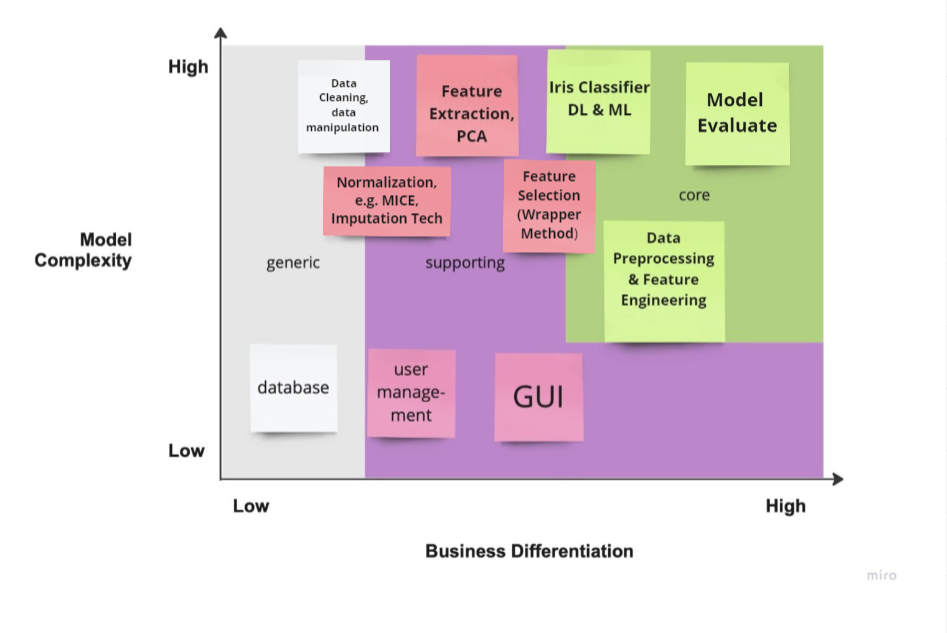 High
Data
Cleaning,
data
manipulation
Feature
Extraction,
PCA
Iris Classifier
DL & ML
Model
Evaluate
Normalization,
e.g. MICE,
Imputation Tech
Feature
Selection
(Wrapper
Method)
core
Model
Complexity
generic
supporting
Data
Preprocessing
& Feature
Engineering
database
user
manage-
ment
GUI
Low
Low
High
Business Differentiation
miro